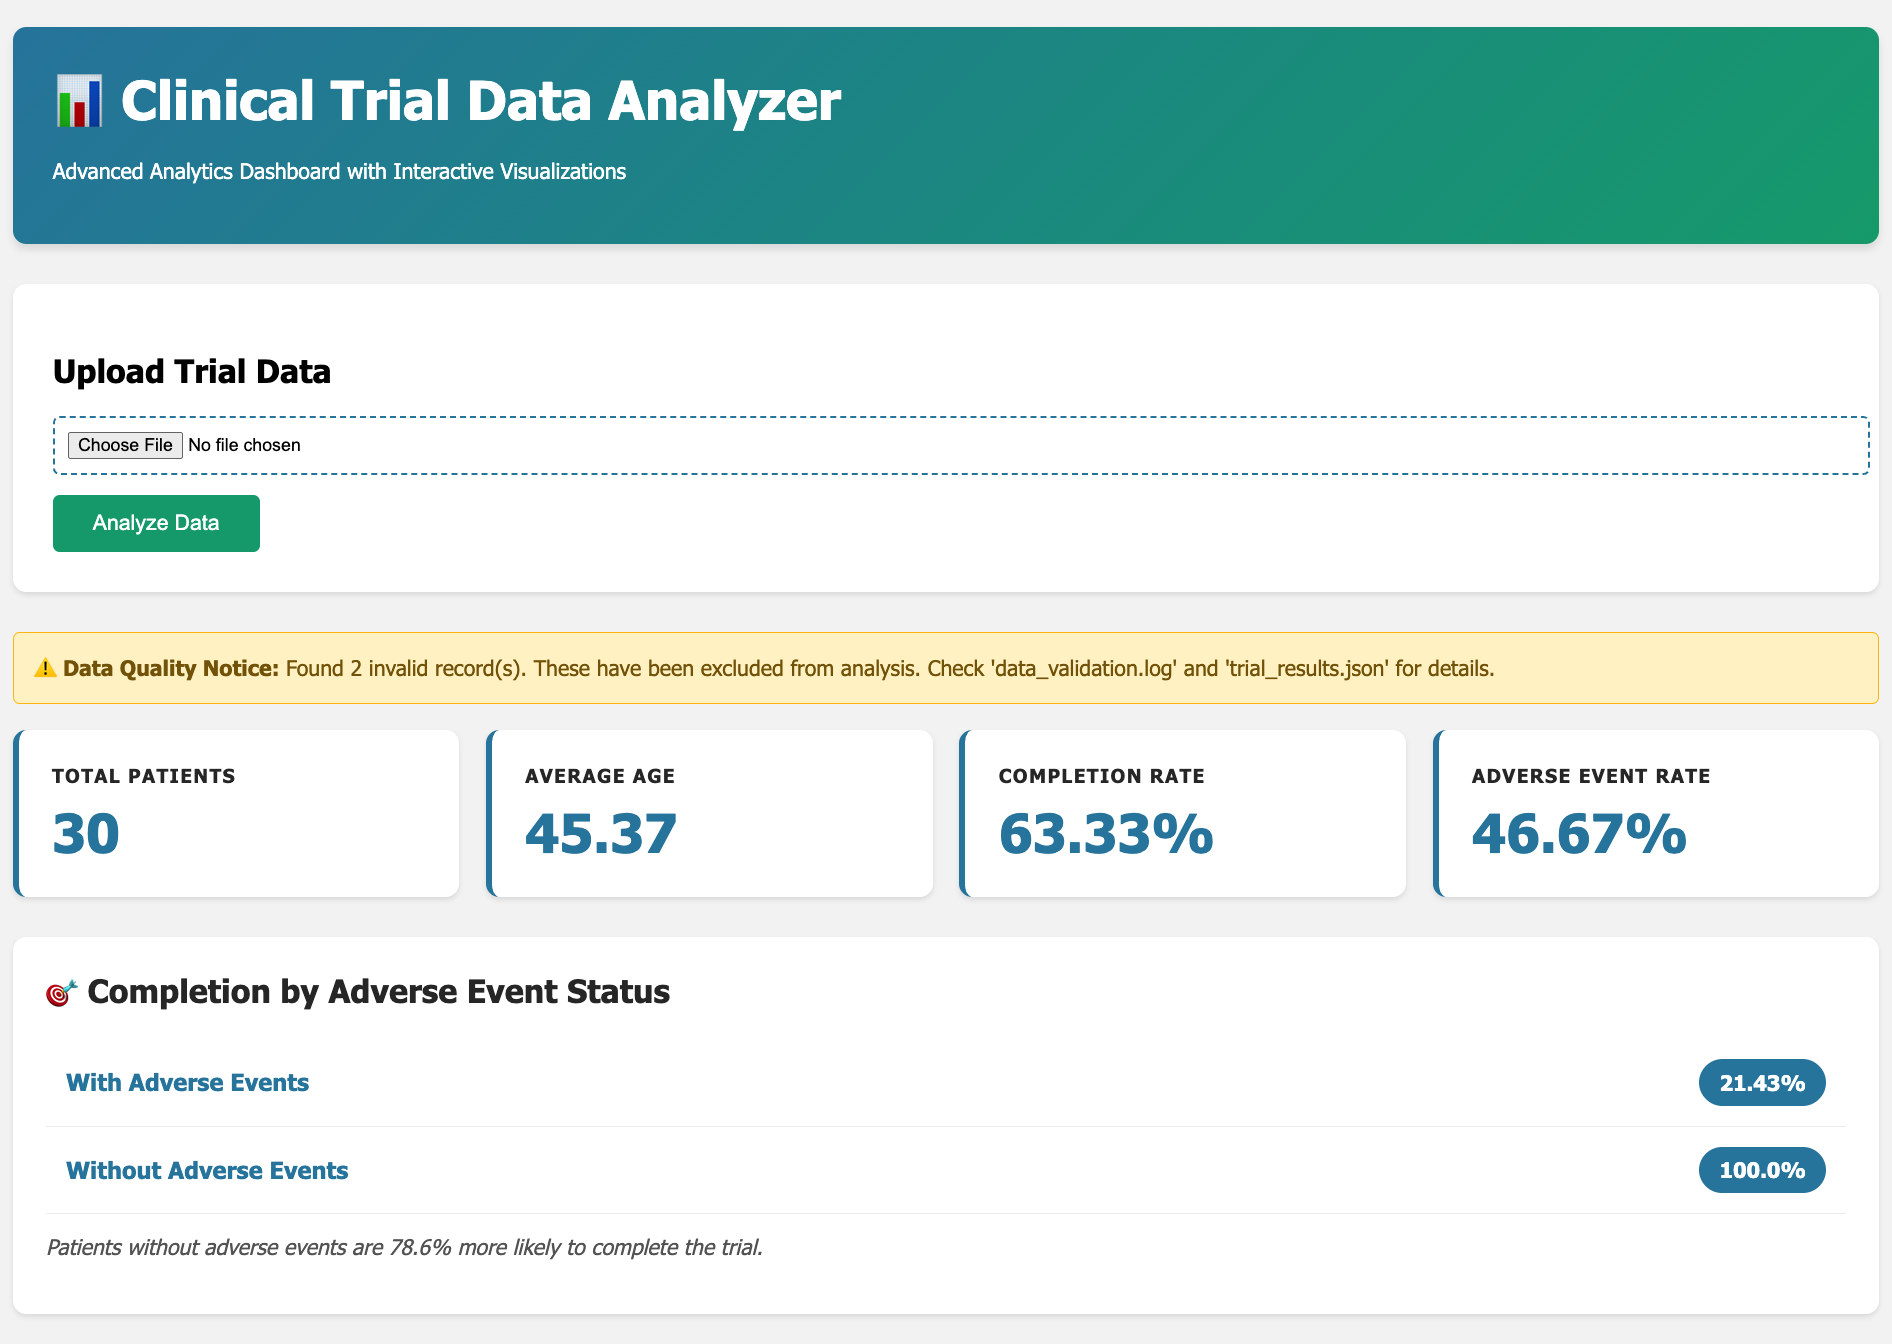 Clinical Trial Data Analyzer
Advanced Analytics Dashboard with Interactive Visualizations
Upload Trial Data
Choose File No file chosen
Analyze Data
Data Quality Notice: Found 2 invalid record(s). These have been excluded from analysis. Check 'data_validation.log' and 'trial_results.json' for details.
TOTAL PATIENTS
30
AVERAGE AGE
45.37
COMPLETION RATE
63.33%
ADVERSE EVENT RATE
46.67%
Completion by Adverse Event Status
With Adverse Events 21.43%
Without Adverse Events 100.0%
Patients without adverse events are 78.6% more likely to complete the trial.